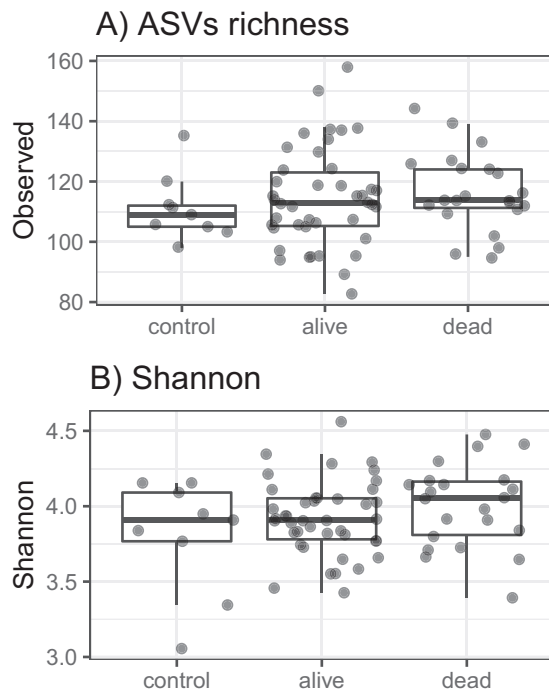 A) ASVs richness
160
140
120
100
80
Observed
control alive dead
B) Shannon
4.5
4.0
3.5
3.0
Shannon
control alive dead